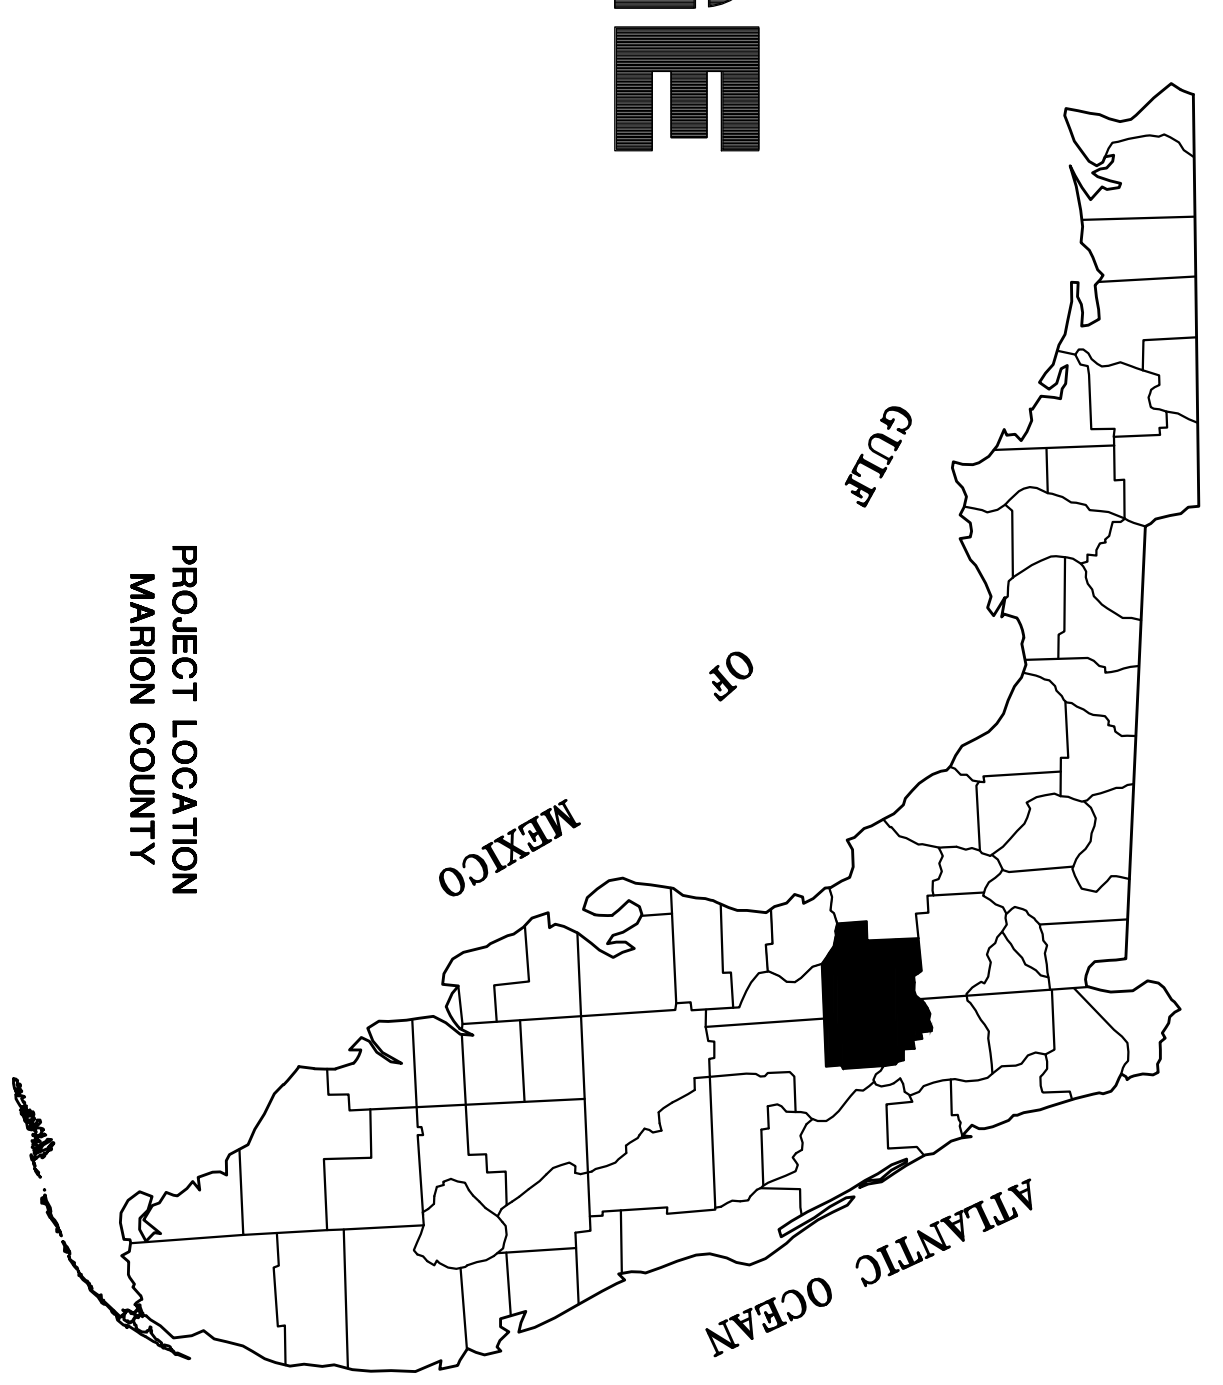 E
GULF
OF
MEXICO
ATLANTIC OCEAN
PROJECT LOCATION
MARION COUNTY